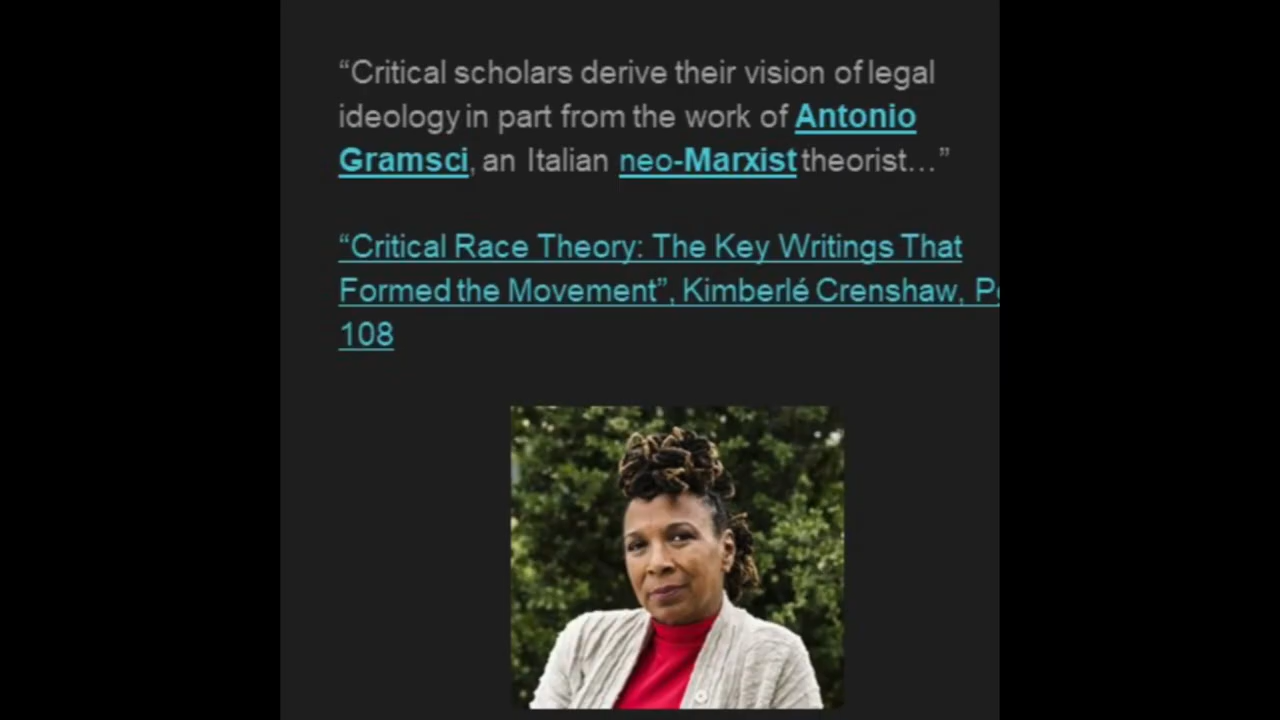 “Critical scholars derive their vision of legal
ideology in part from the work of Antonio
Gramsci, an Italian neo-Marxist theorist…”
“Critical Race Theory: The Key Writings That
Formed the Movement”, Kimberlé Crenshaw,
108